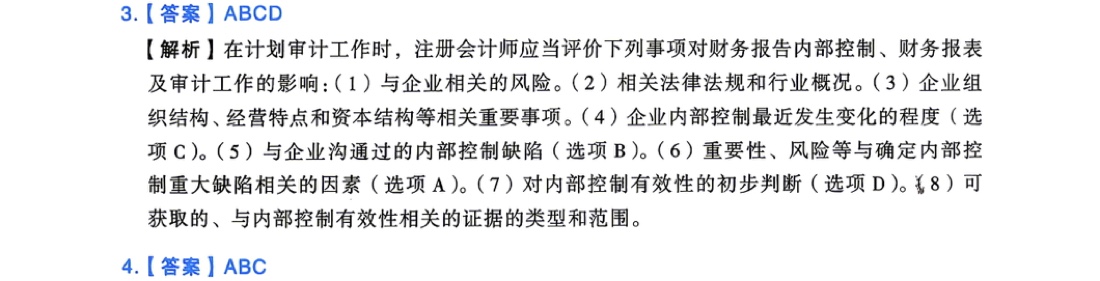 3.【答案】ABCD
【解析】在计划审计工作时，注册会计师应当评价下列事项对财务报告内部控制、财务报表
及审计工作的影响：（1）与企业相关的风险。（2）相关法律法规和行业概况。（3）企业组
织结构、经营特点和资本结构等相关重要事项。（4）企业内部控制最近发生变化的程度（选
项 C）。（5）与企业沟通过的内部控制缺陷（选项 B）。（6）重要性、风险等与确定内部控
制重大缺陷相关的因素（选项 A）。（7）对内部控制有效性的初步判断（选项 D）。（8）可
获取的、与内部控制有效性相关的证据的类型和范围。
4.【答案】ABC